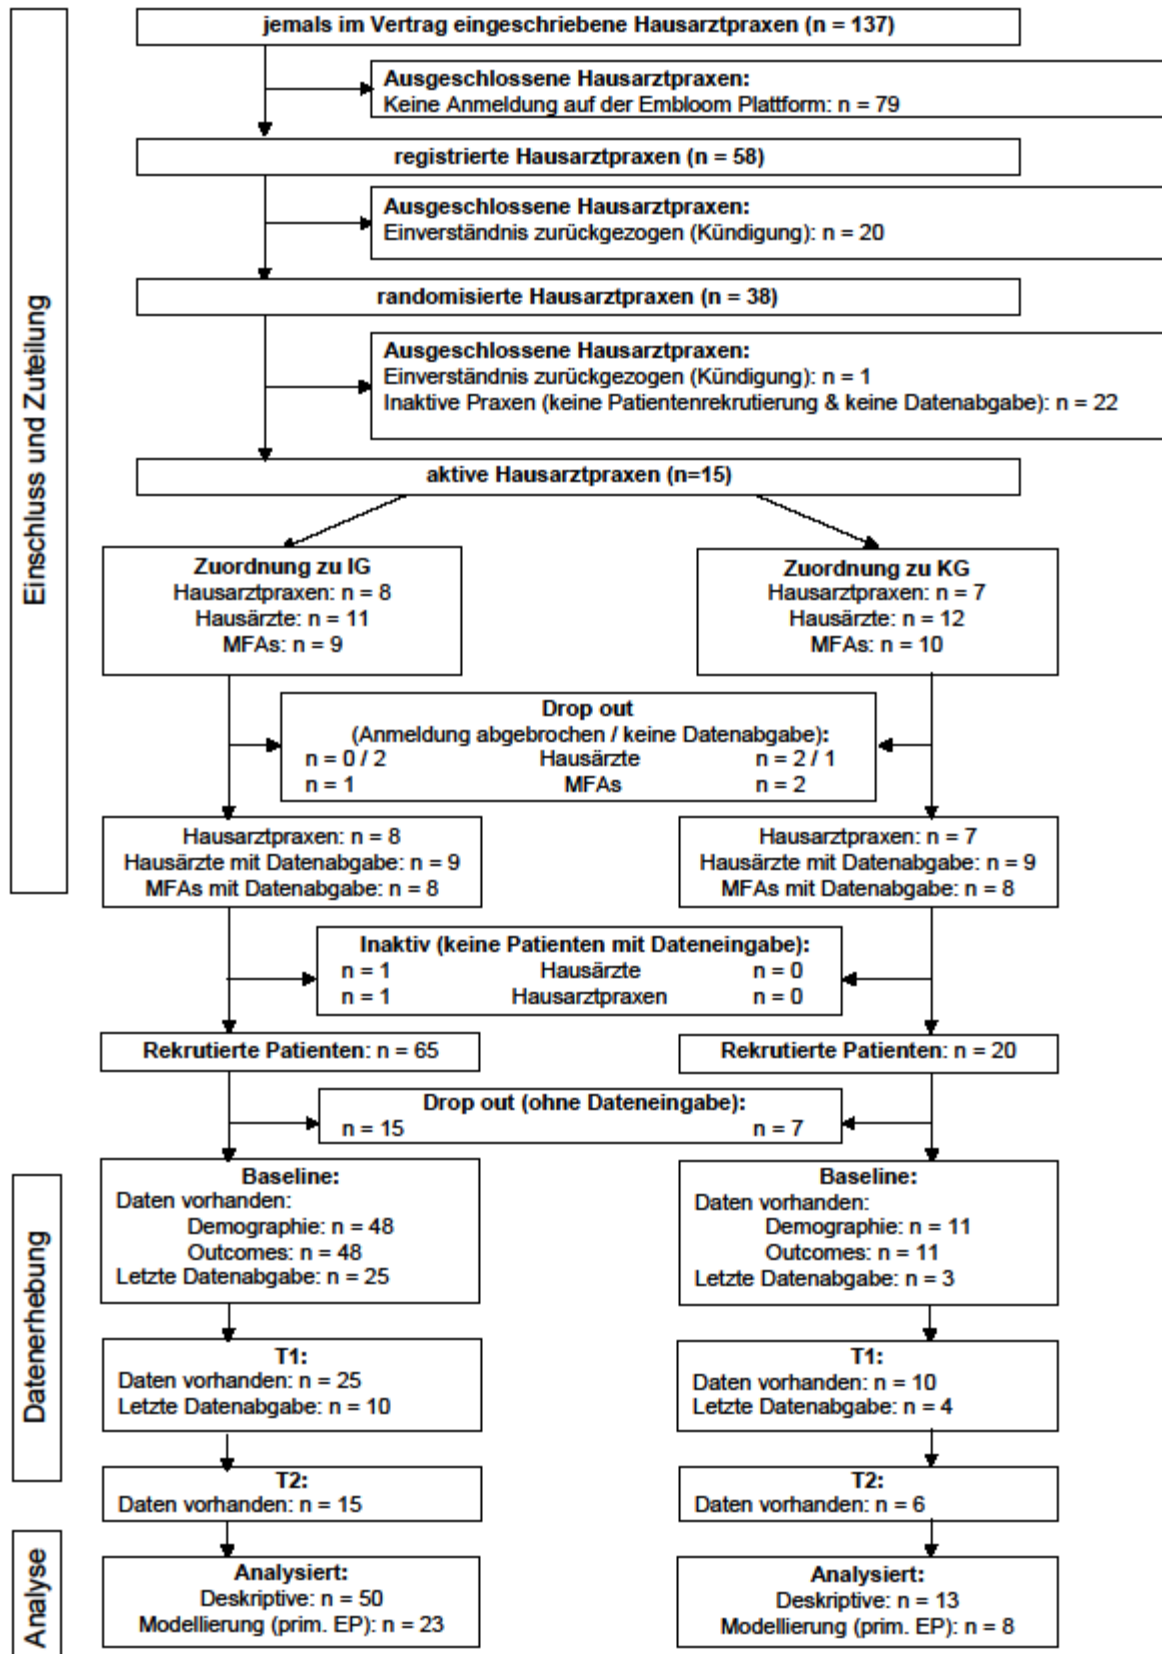 jemals im Vertrag eingeschriebene Hausarztpraxen (n = 137)
Ausgeschlossene Hausarztpraxen:
Keine Anmeldung auf der Embloom Plattform: n = 79
registrierte Hausarztpraxen (n = 58)
Ausgeschlossene Hausarztpraxen:
Einverständnis zurückgezogen (Kündigung): n = 20
randomisierte Hausarztpraxen (n = 38)
Ausgeschlossene Hausarztpraxen:
Einverständnis zurückgezogen (Kündigung): n = 1
Inaktive Praxen (keine Patientenrekrutierung & keine Datenabgabe): n = 22
aktive Hausarztpraxen (n=15)
Einschluss und Zuteilung
Zuordnung zu IG
Hausarztpraxen: n = 8
Hausärzte: n = 11
MFAs: n = 9
Zuordnung zu KG
Hausarztpraxen: n = 7
Hausärzte: n = 12
MFAs: n = 10
Drop out
(Anmeldung abgebrochen / keine Datenabgabe):
n = 0 / 2 Hausärzte n = 2 / 1
n = 1 MFAs n = 2
Hausarztpraxen: n = 8
Hausärzte mit Datenabgabe: n = 9
MFAs mit Datenabgabe: n = 8
Hausarztpraxen: n = 7
Hausärzte mit Datenabgabe: n = 9
MFAs mit Datenabgabe: n = 8
Inaktiv (keine Patienten mit Dateneingabe):
n = 1 Hausärzte n = 0
n = 1 Hausarztpraxen n = 0
Rekrutierte Patienten: n = 65
Rekrutierte Patienten: n = 20
Drop out (ohne Dateneingabe):
n = 15 n = 7
Datenerhebung
Baseline:
Daten vorhanden:
Demographie: n = 48
Outcomes: n = 48
Letzte Datenabgabe: n = 25
Baseline:
Daten vorhanden:
Demographie: n = 11
Outcomes: n = 11
Letzte Datenabgabe: n = 3
T1:
Daten vorhanden: n = 25
Letzte Datenabgabe: n = 10
T1:
Daten vorhanden: n = 10
Letzte Datenabgabe: n = 4
T2:
Daten vorhanden: n = 15
T2:
Daten vorhanden: n = 6
Analyse
Analysiert:
Deskriptive: n = 50
Modellierung (prim. EP): n = 23
Analysiert:
Deskriptive: n = 13
Modellierung (prim. EP): n = 8